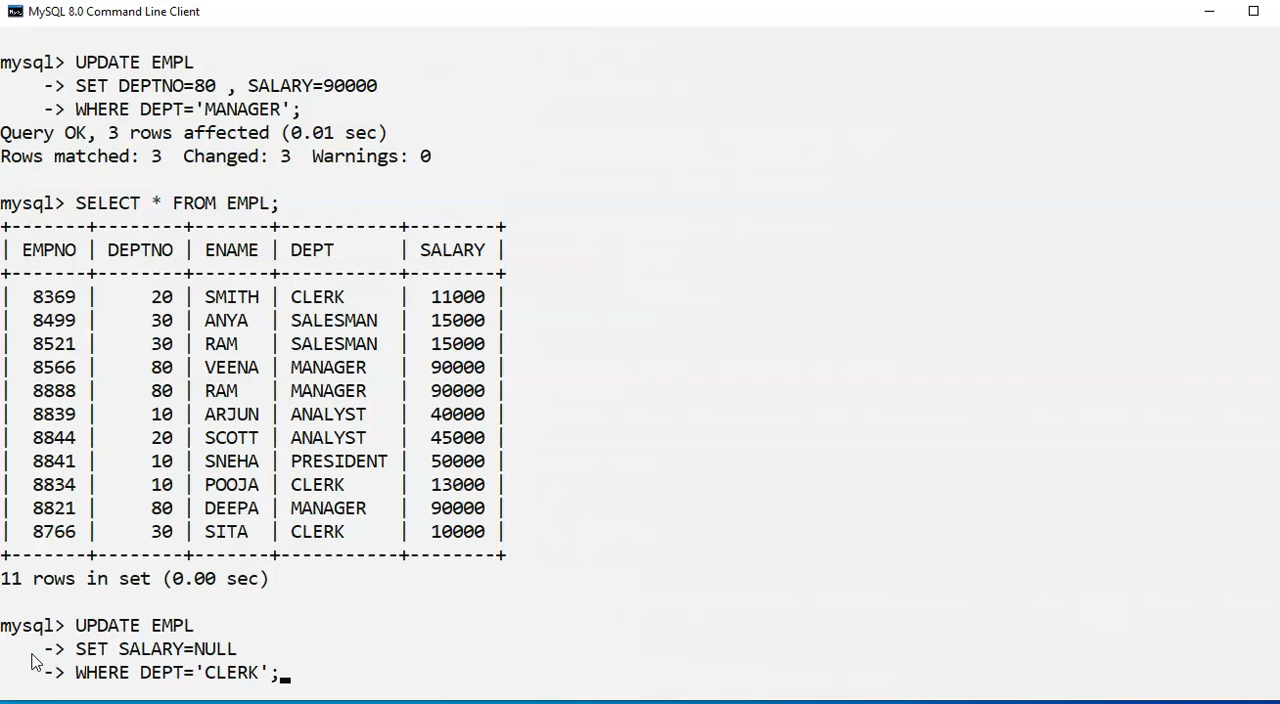 MySQL 8.0 Command Line Client
mysql> UPDATE EMPL
    -> SET DEPTNO=80 , SALARY=90000
    -> WHERE DEPT='MANAGER';
Query OK, 3 rows affected (0.01 sec)
Rows matched: 3  Changed: 3  Warnings: 0
mysql> SELECT * FROM EMPL;
+-------+--------+-------+-----------+--------+
| EMPNO | DEPTNO | ENAME | DEPT      | SALARY |
+-------+--------+-------+-----------+--------+
|  8369 |     20 | SMITH | CLERK     |  11000 |
|  8499 |     30 | ANYA  | SALESMAN  |  15000 |
|  8521 |     30 | RAM   | SALESMAN  |  15000 |
|  8566 |     80 | VEENA | MANAGER   |  90000 |
|  8888 |     80 | RAM   | MANAGER   |  90000 |
|  8839 |     10 | ARJUN | ANALYST   |  40000 |
|  8844 |     20 | SCOTT | ANALYST   |  45000 |
|  8841 |     10 | SNEHA | PRESIDENT |  50000 |
|  8834 |     10 | POOJA | CLERK     |  13000 |
|  8821 |     80 | DEEPA | MANAGER   |  90000 |
|  8766 |     30 | SITA  | CLERK     |  10000 |
+-------+--------+-------+-----------+--------+
11 rows in set (0.00 sec)
mysql> UPDATE EMPL
    -> SET SALARY=NULL
    -> WHERE DEPT='CLERK';